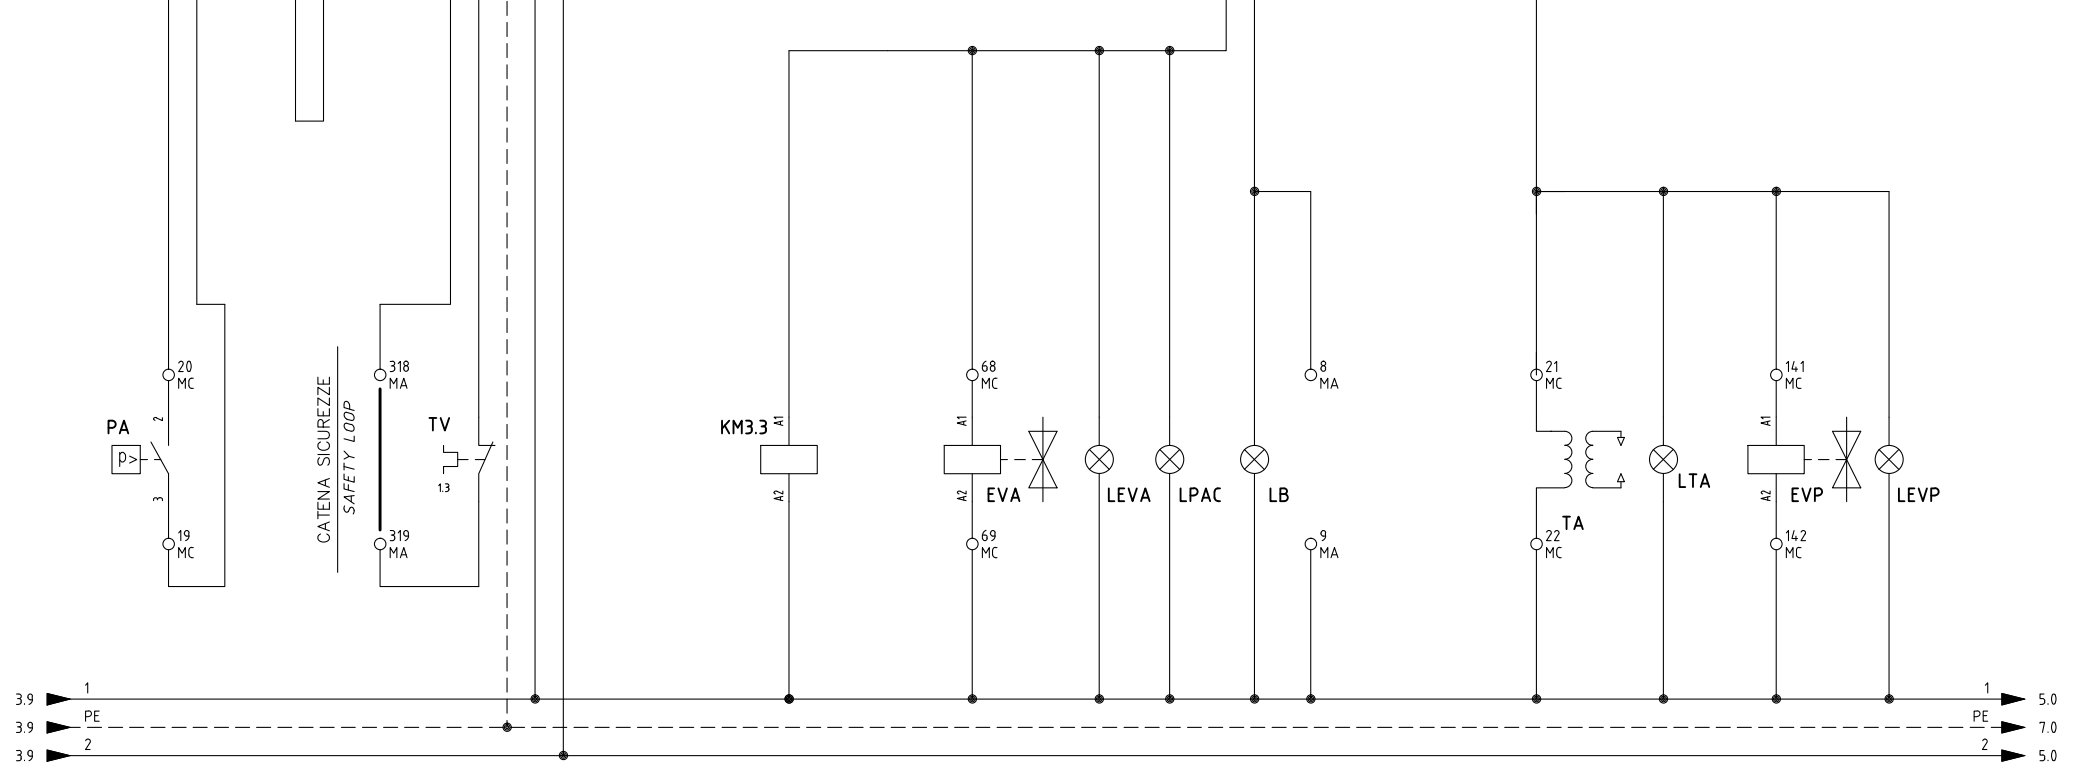 20
MC
318
MA
68
MC
8
MA
21
MC
141
MC
PA
2
p>
3
CATENA SICUREZZE
SAFETY LOOP
TV
1.3
KM3.3
A1
A2
A1
A2
EVA
LEVA
LPAC
LB
TA
LTA
A1
A2
EVP
LEVP
19
MC
319
MA
69
MC
9
MA
22
MC
142
MC
3.9 1 1 5.0
3.9 PE PE 7.0
3.9 2 2 5.0